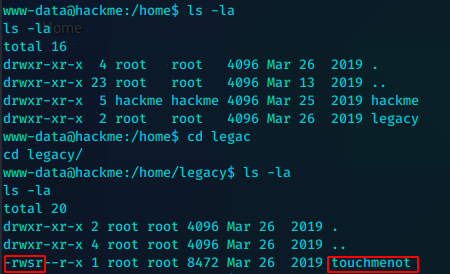 www-data@hackme:/home$ ls -la
ls -la
Home
total 16
drwxr-xr-x  4 root   root   4096 Mar 26  2019 .
drwxr-xr-x 23 root   root   4096 Mar 13  2019 ..
drwxr-xr-x  5 hackme hackme 4096 Mar 25  2019 hackme
drwxr-xr-x  2 root   root   4096 Mar 26  2019 legacy
www-data@hackme:/home$ cd legac
cd legacy/
www-data@hackme:/home/legacy$ ls -la
ls -la
total 20
drwxr-xr-x 2 root root 4096 Mar 26  2019 .
drwxr-xr-x 4 root root 4096 Mar 26  2019 ..
-rwsr--r-x 1 root root 8472 Mar 26  2019 touchmenot